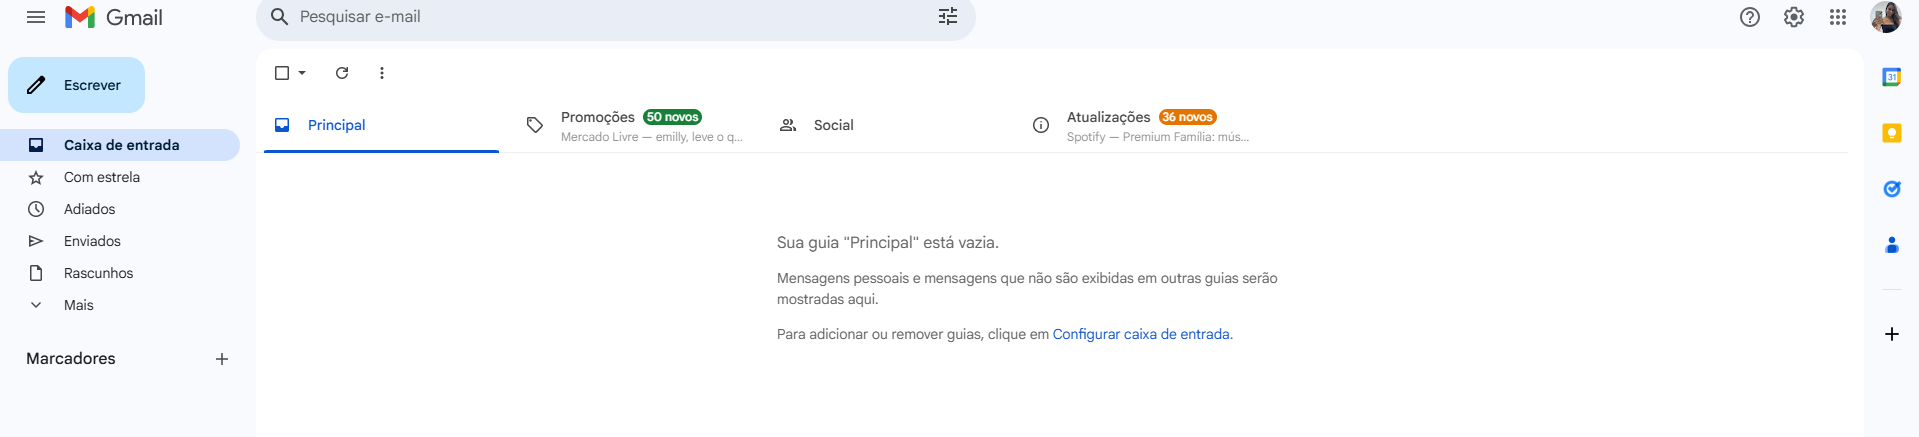 Gmail
Pesquisar e-mail
Escrever
Caixa de entrada
Com estrela
Adiados
Enviados
Rascunhos
Mais
Marcadores
Principal
Promoções 50 novos
Mercado Livre — emilly, leve o q...
Social
Atualizações 36 novos
Spotify — Premium Família: mús...
Sua guia "Principal" está vazia.
Mensagens pessoais e mensagens que não são exibidas em outras guias serão
mostradas aqui.
Para adicionar ou remover guias, clique em Configurar caixa de entrada.
31